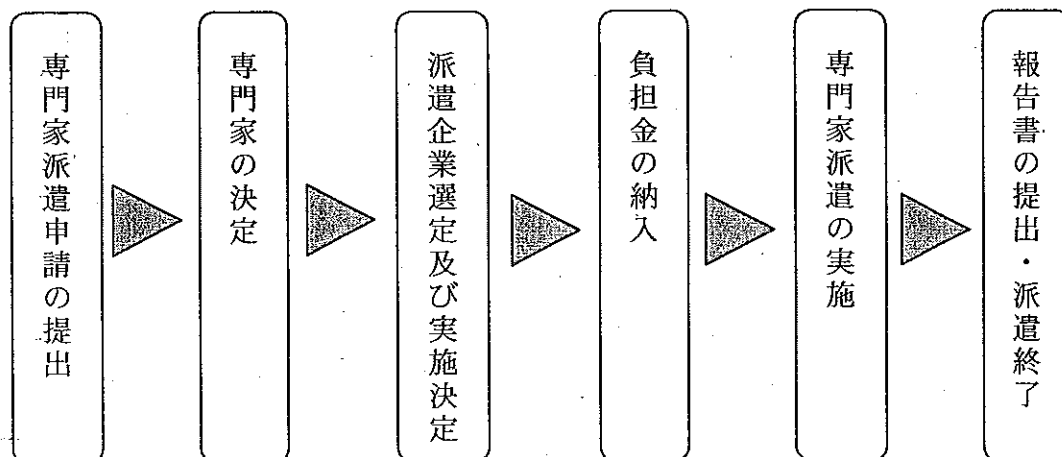 専門家派遣申請の提出
専門家の決定
派遣企業選定及び実施決定
負担金の納入
専門家派遣の実施
報告書の提出・派遣終了